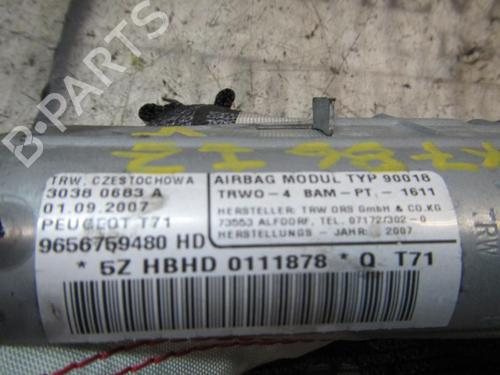 TRW, CZESTOCHOWA
3038 0683 A
01.09.2007
PEUGEOT T71
9656759480 HD
AIRBAG MODUL TYP 90018
TRWO-4 BAM-PT.-1611
HERSTELLER: TRW ORS GmbH & CO.KG
73553 ALFDORF, TEL. 07172/302-0
HERSTELLUNGS - JAHR: 2007
* 5Z HBHD 0111878 * Q T71
TRW
B-PARTS